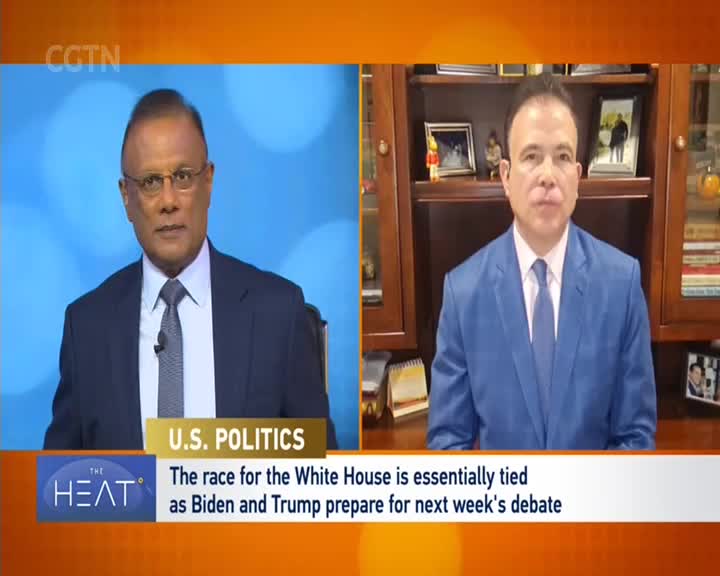 CGTN
U.S. POLITICS
THE
HEAT
The race for the White House is essentially tied
as Biden and Trump prepare for next week's debate